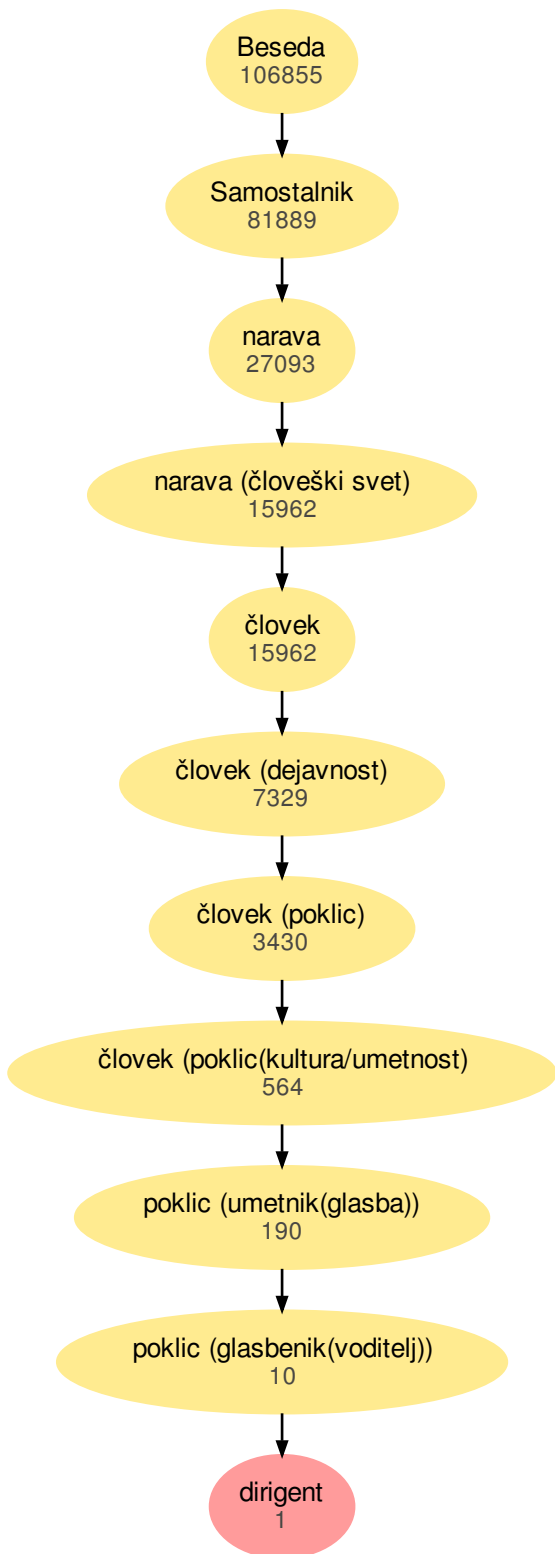 Beseda
106855
Samostalnik
81889
narava
27093
narava (človeški svet)
15962
človek
15962
človek (dejavnost)
7329
človek (poklic)
3430
človek (poklic(kultura/umetnost)
564
poklic (umetnik(glasba))
190
poklic (glasbenik(voditelj))
10
dirigent
1